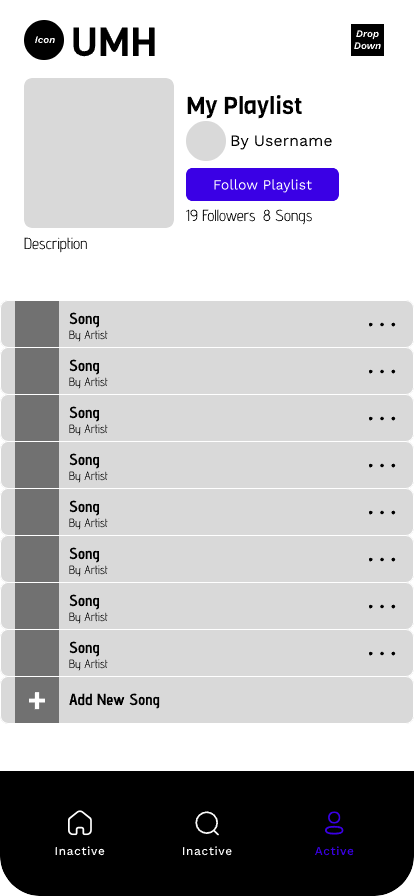 Icon UMH
Drop
Down
My Playlist
By Username
Follow Playlist
19 Followers 8 Songs
Description
Song
By Artist
Song
By Artist
Song
By Artist
Song
By Artist
Song
By Artist
Song
By Artist
Song
By Artist
Song
By Artist
Add New Song
Inactive Inactive Active